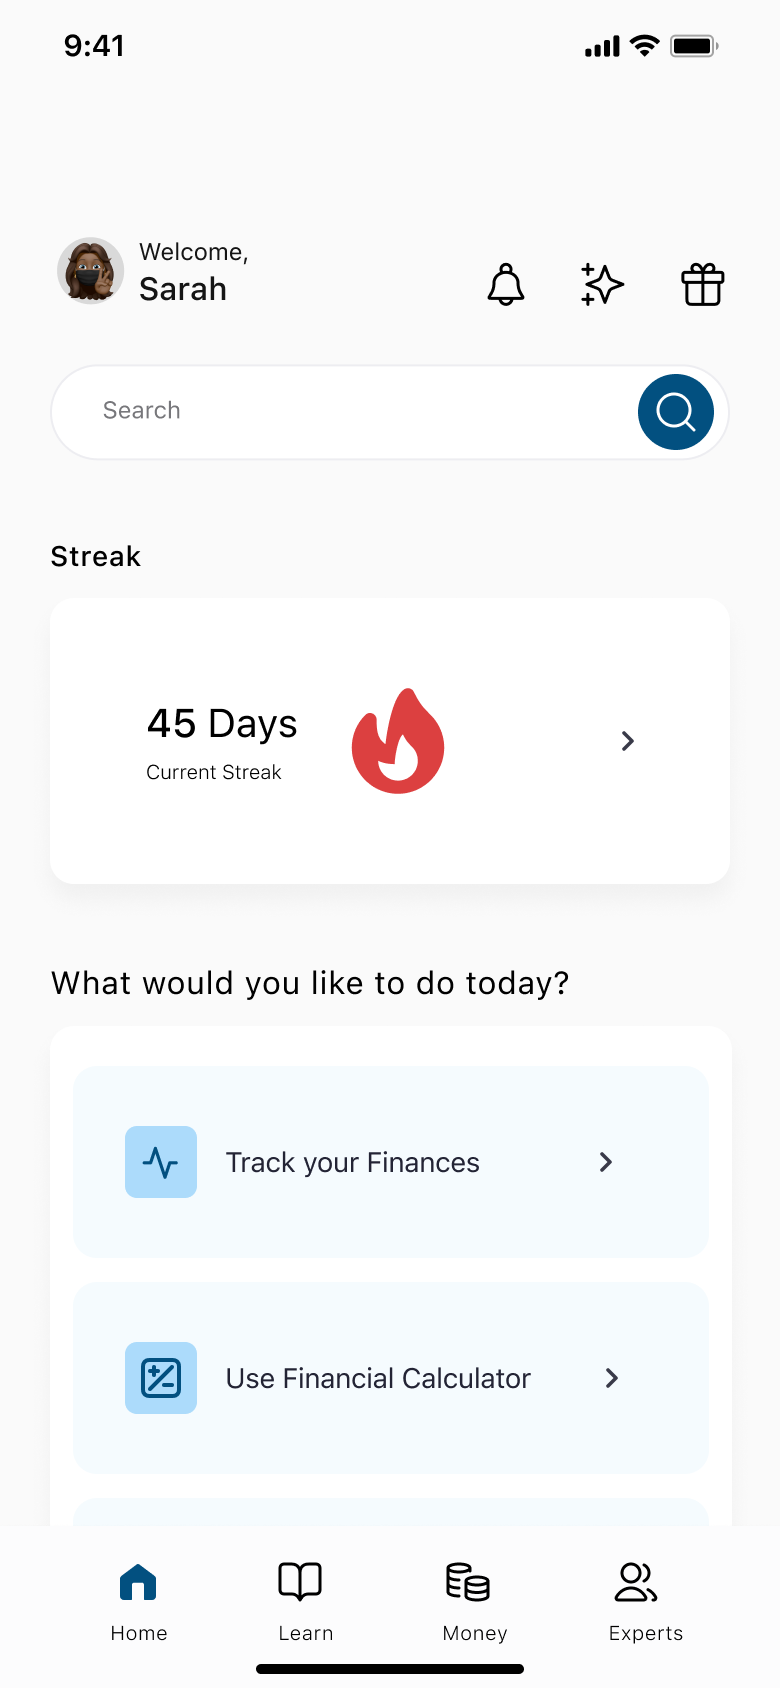 9:41
Welcome,
Sarah
Search
Streak
45 Days
Current Streak
What would you like to do today?
Track your Finances
Use Financial Calculator
Home
Learn
Money
Experts